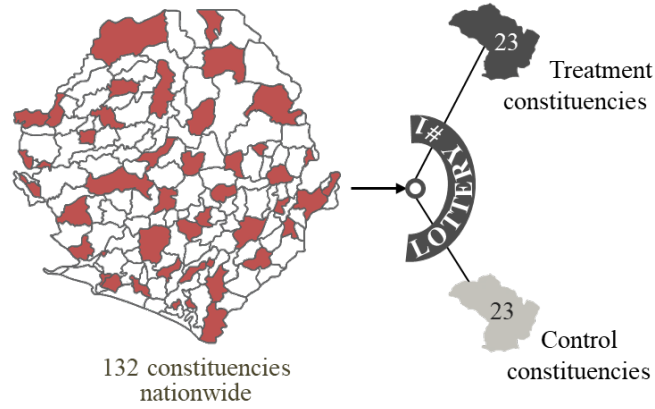 23
Treatment
constituencies
LOTTERY #1
23
Control
constituencies
132 constituencies
nationwide